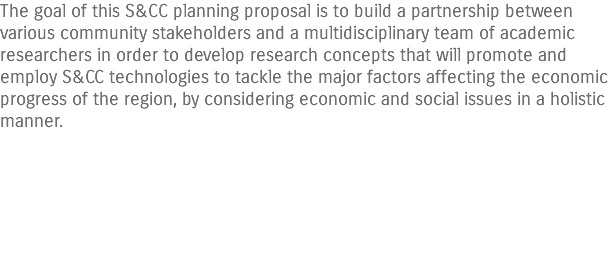 The goal of this S&CC planning proposal is to build a partnership between
various community stakeholders and a multidisciplinary team of academic
researchers in order to develop research concepts that will promote and
employ S&CC technologies to tackle the major factors affecting the economic
progress of the region, by considering economic and social issues in a holistic
manner.